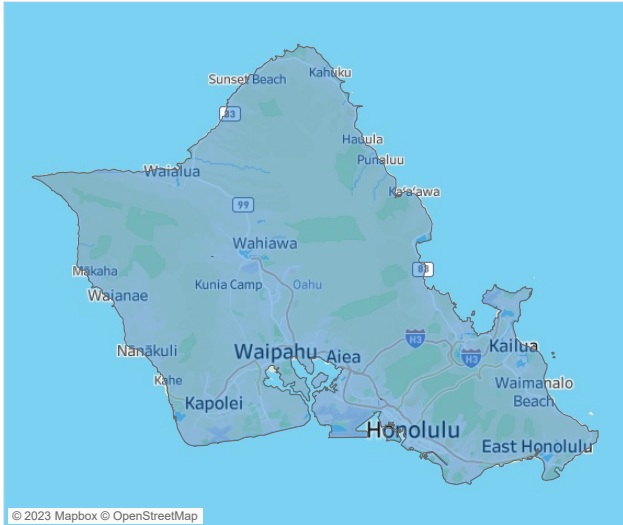 Kahuku
Sunset Beach
83
Hauula
Punaluu
Waialua
Ka‘a‘awa
99
Wahiawa
83
Mākaha
Kunia Camp
Oahu
Waianae
H3
Kailua
Nānākuli
Waipahu
Aiea
H3
Kahe
Waimanalo
Beach
Kapolei
Honolulu
East Honolulu
© 2023 Mapbox © OpenStreetMap